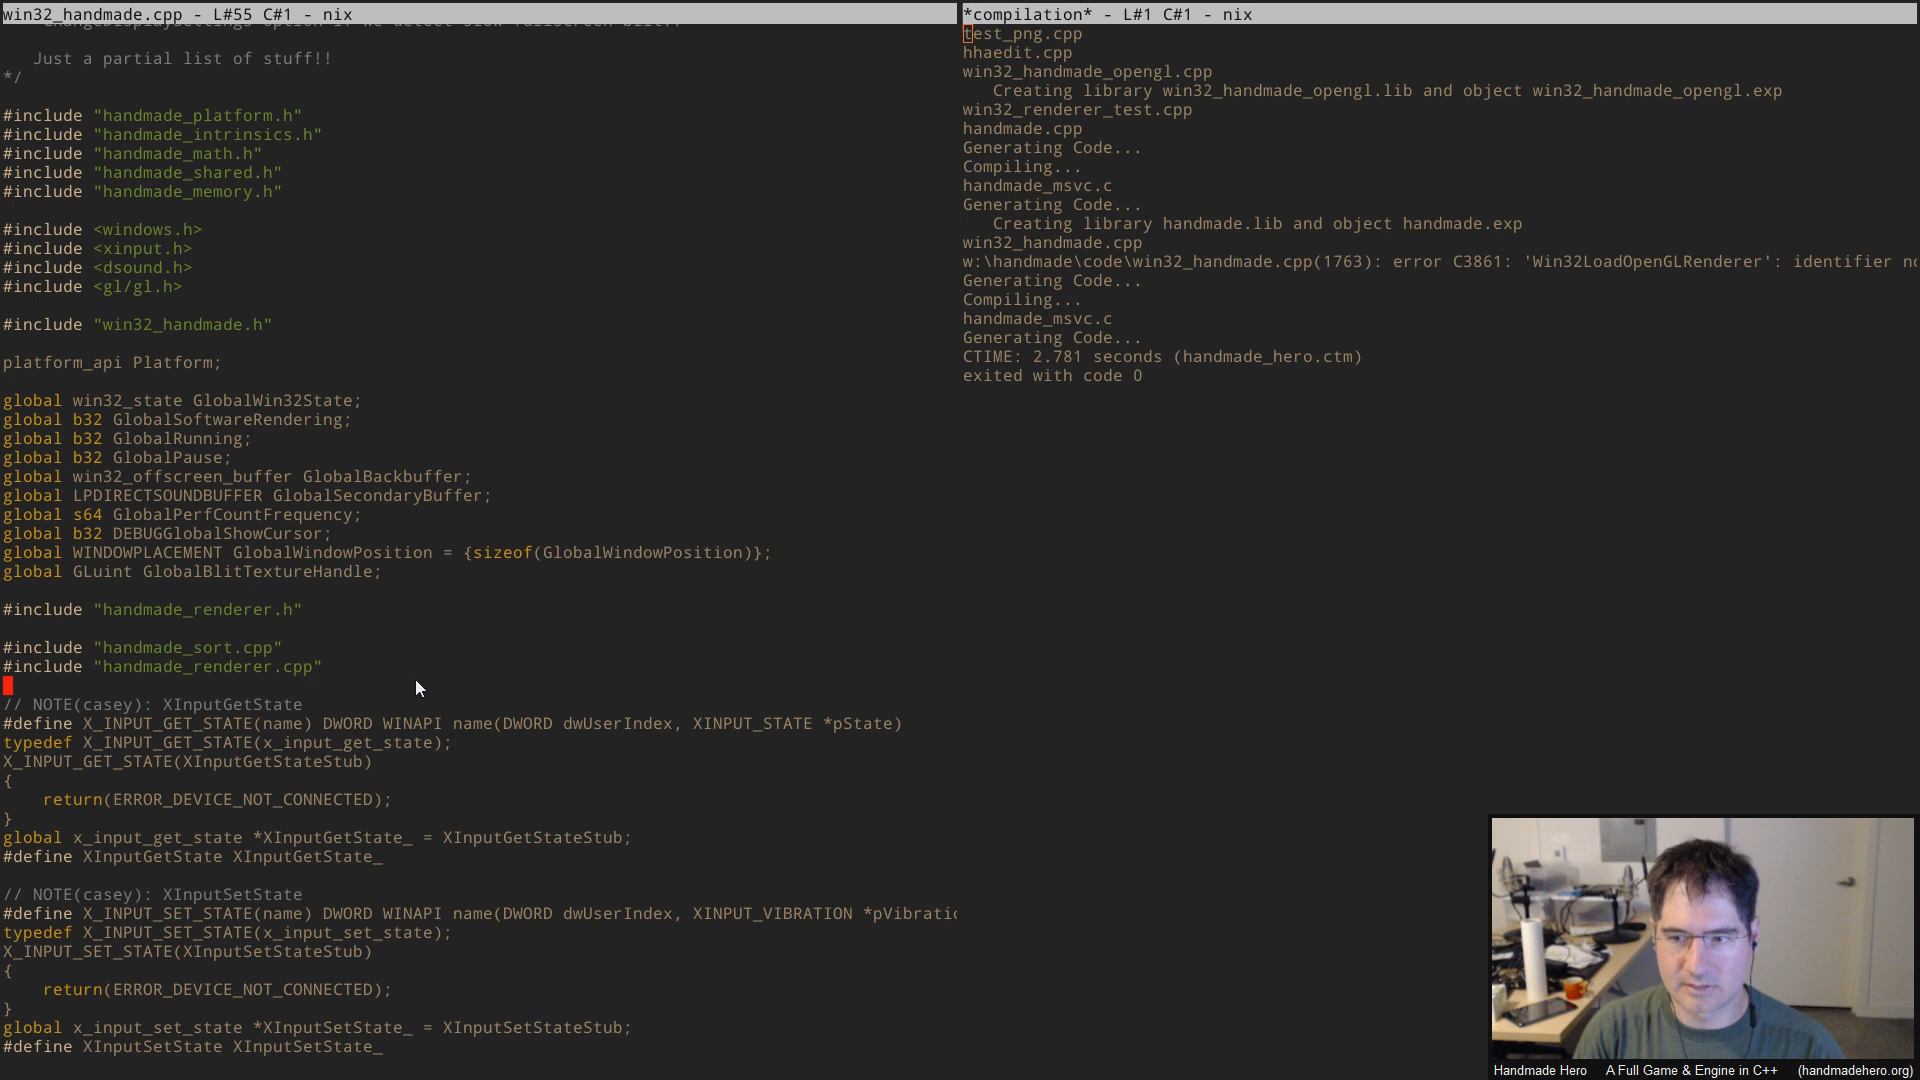 win32_handmade.cpp - L#55 C#1 - nix
ChangeDisplaySettings option if we detect slow fullscreen blit??
Just a partial list of stuff!!
*/
#include "handmade_platform.h"
#include "handmade_intrinsics.h"
#include "handmade_math.h"
#include "handmade_shared.h"
#include "handmade_memory.h"
#include <windows.h>
#include <xinput.h>
#include <dsound.h>
#include <gl/gl.h>
#include "win32_handmade.h"
platform_api Platform;
global win32_state GlobalWin32State;
global b32 GlobalSoftwareRendering;
global b32 GlobalRunning;
global b32 GlobalPause;
global win32_offscreen_buffer GlobalBackbuffer;
global LPDIRECTSOUNDBUFFER GlobalSecondaryBuffer;
global s64 GlobalPerfCountFrequency;
global b32 DEBUGGlobalShowCursor;
global WINDOWPLACEMENT GlobalWindowPosition = {sizeof(GlobalWindowPosition)};
global GLuint GlobalBlitTextureHandle;
#include "handmade_renderer.h"
#include "handmade_sort.cpp"
#include "handmade_renderer.cpp"
// NOTE(casey): XInputGetState
#define X_INPUT_GET_STATE(name) DWORD WINAPI name(DWORD dwUserIndex, XINPUT_STATE *pState)
typedef X_INPUT_GET_STATE(x_input_get_state);
X_INPUT_GET_STATE(XInputGetStateStub)
{
return(ERROR_DEVICE_NOT_CONNECTED);
}
global x_input_get_state *XInputGetState_ = XInputGetStateStub;
#define XInputGetState XInputGetState_
// NOTE(casey): XInputSetState
#define X_INPUT_SET_STATE(name) DWORD WINAPI name(DWORD dwUserIndex, XINPUT_VIBRATION *pVibratio
typedef X_INPUT_SET_STATE(x_input_set_state);
X_INPUT_SET_STATE(XInputSetStateStub)
{
return(ERROR_DEVICE_NOT_CONNECTED);
}
global x_input_set_state *XInputSetState_ = XInputSetStateStub;
#define XInputSetState XInputSetState_
*compilation* - L#1 C#1 - nix
test_png.cpp
hhaedit.cpp
win32_handmade_opengl.cpp
Creating library win32_handmade_opengl.lib and object win32_handmade_opengl.exp
win32_renderer_test.cpp
handmade.cpp
Generating Code...
Compiling...
handmade_msvc.c
Generating Code...
Creating library handmade.lib and object handmade.exp
win32_handmade.cpp
w:\handmade\code\win32_handmade.cpp(1763): error C3861: 'Win32LoadOpenGLRenderer': identifier no
Generating Code...
Compiling...
handmade_msvc.c
Generating Code...
CTIME: 2.781 seconds (handmade_hero.ctm)
exited with code 0
Handmade Hero A Full Game & Engine in C++ (handmadehero.org)